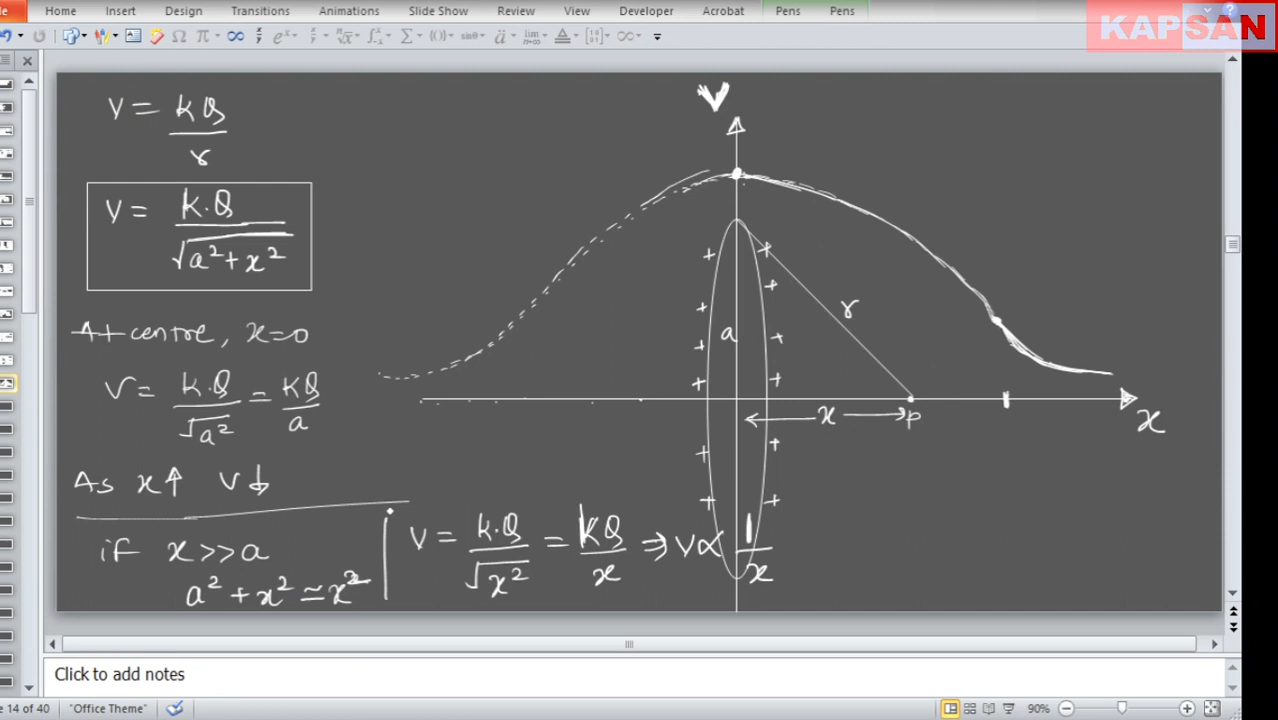 Home Insert Design Transitions Animations Slide Show Review View Developer Acrobat Pens Pens
KAPSAN
V = kQ / r
V = k.Q / √a²+x²
At centre, x=0
V = k.Q / √a² = kQ / a
As x↑ V↓
if x>>a
a² + x² ≃ x²
V = k.Q / √x² = kQ / x ⇒ V ∝ 1 / x
V
r
a
x
P
x
+ + + + + + + + + + + +
Click to add notes
e 14 of 40 "Office Theme" 90%